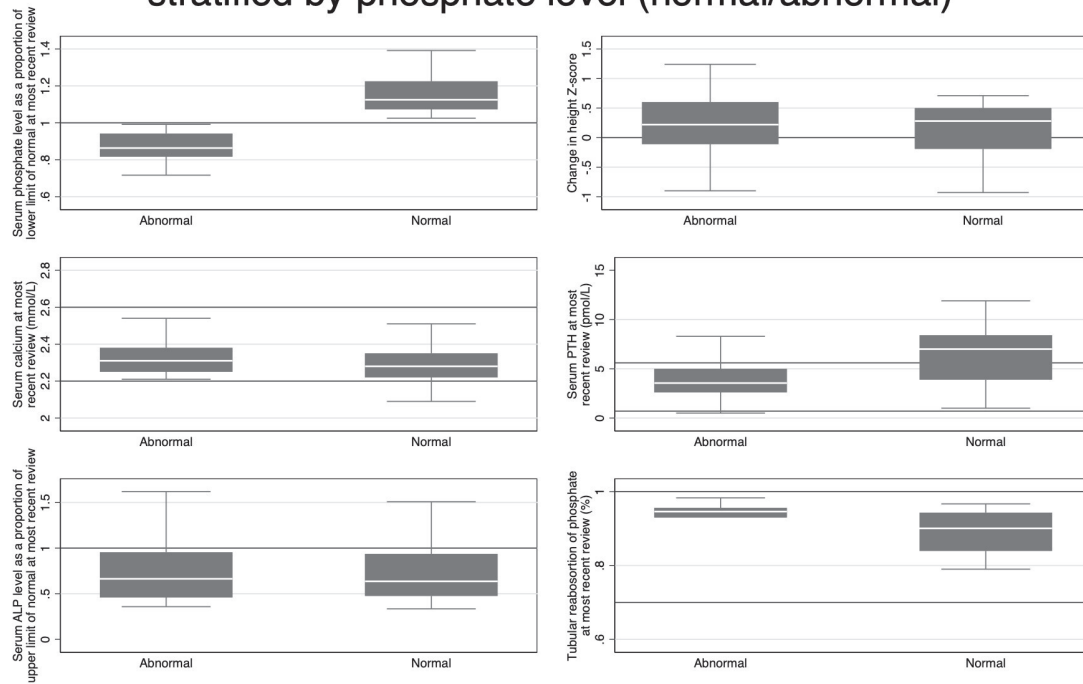 stratified by phosphate level (normal/abnormal)
Serum phosphate level as a proportion of
lower limit of normal at most recent review
1.4
1.2
1
.8
.6
Abnormal
Normal
Change in height Z-score
1.5
1
.5
0
-.5
-1
Abnormal
Normal
Serum calcium at most
recent review (mmol/L)
2.8
2.6
2.4
2.2
2
Abnormal
Normal
Serum PTH at most
recent review (pmol/L)
15
10
5
0
Abnormal
Normal
Serum ALP level as a proportion of
upper limit of normal at most recent review
1.5
1
.5
0
Abnormal
Normal
Tubular reabosortion of phosphate
at most recent review (%)
1
.8
.6
Abnormal
Normal